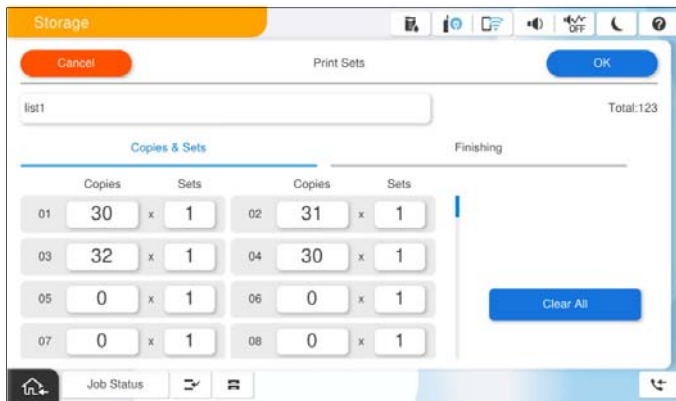 Storage
OFF
Cancel
Print Sets
OK
list1
Total:123
Copies & Sets
Finishing
Copies Sets Copies Sets
01 30 x 1 02 31 x 1
03 32 x 1 04 30 x 1
05 0 x 1 06 0 x 1
Clear All
07 0 x 1 08 0 x 1
Job Status